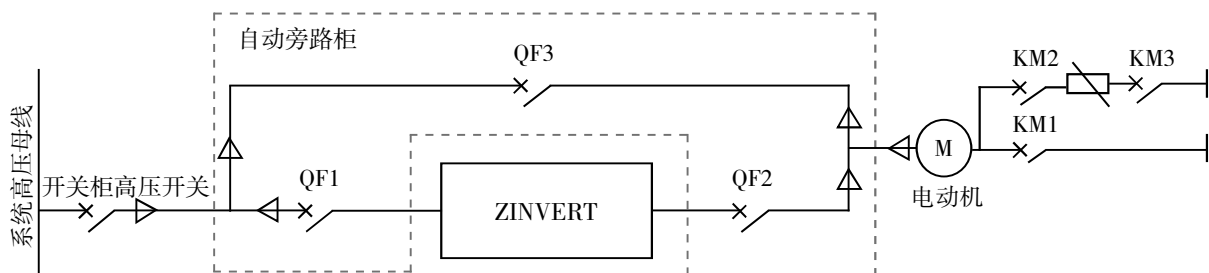 自动旁路柜
QF3
KM2
KM3
系统高压母线
KM1
M
开关柜高压开关
QF1
QF2
电动机
ZINVERT